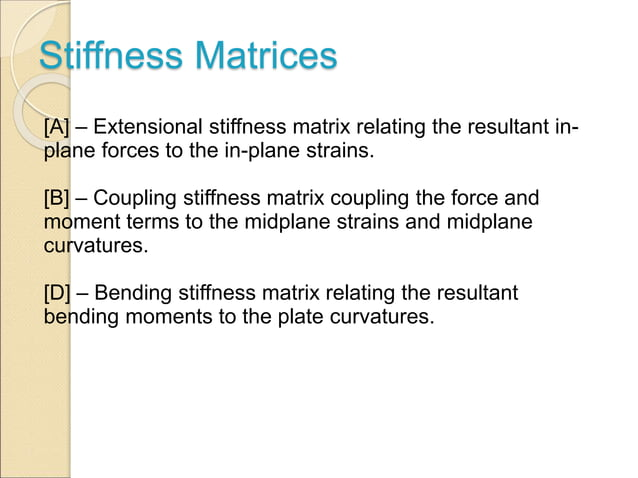 Stiffness Matrices
[A] – Extensional stiffness matrix relating the resultant in-
plane forces to the in-plane strains.
[B] – Coupling stiffness matrix coupling the force and
moment terms to the midplane strains and midplane
curvatures.
[D] – Bending stiffness matrix relating the resultant
bending moments to the plate curvatures.